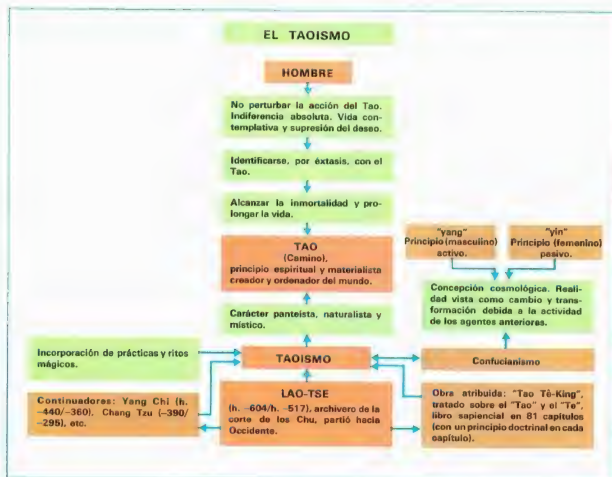 EL TAOISMO
HOMBRE
No perturbar la acción del Tao.
Indiferencia absoluta. Vida con-
templativa y supresión del deseo.
Identificarse, por éxtasis, con el
Tao.
Alcanzar la inmortalidad y pro-
longar la vida.
TAO
(Camino),
principio espiritual y materialista
creador y ordenador del mundo.
"yang"
Principio (masculino)
activo.
"yin"
Principio (femenino)
pasivo.
Concepción cosmológica. Reali-
dad vista como cambio y trans-
formación debida a la actividad
de los agentes anteriores.
Carácter panteísta, naturalista y
místico.
Incorporación de prácticas y ritos
mágicos.
TAOISMO
Confucianismo
Continuadores: Yang Chi (h.
-440/-360). Chang Tzu (-390/
-295), etc.
LAO-TSE
(h. -604/h. -517), archivero de la
corte de los Chu, partió hacia
Occidente.
Obra atribuida: "Tao Tê-King",
tratado sobre el "Tao" y el "Te",
libro sapiencial en 81 capítulos
(con un principio doctrinal en cada
capítulo).